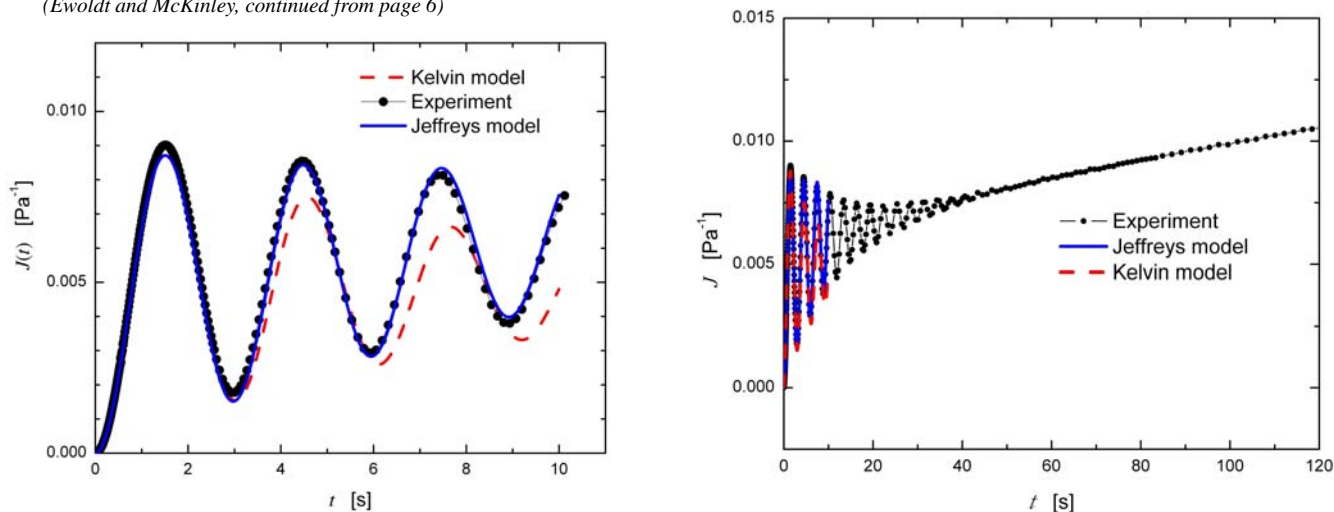 (Ewoldt and McKinley, continued from page 6)
Kelvin model
Experiment
Jeffreys model
0.010
0.005
0.000
J(t) [Pa⁻¹]
0
2
4
6
8
10
t [s]
0.015
0.010
0.005
0.000
J [Pa⁻¹]
Experiment
Jeffreys model
Kelvin model
0
20
40
60
80
100
120
t [s]